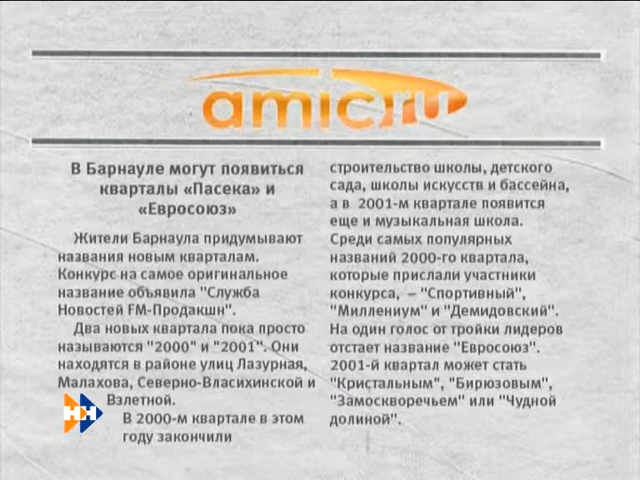 amic.ru
В Барнауле могут появиться
кварталы «Пасека» и
«Евросоюз»
Жители Барнаула придумывают
названия новым кварталам.
Конкурс на самое оригинальное
название объявила "Служба
Новостей FM-Продакшн".
Два новых квартала пока просто
называются "2000" и "2001". Они
находятся в районе улиц Лазурная,
Малахова, Северно-Власихинской и
Взлетной.
В 2000-м квартале в этом
году закончили
строительство школы, детского
сада, школы искусств и бассейна,
а в 2001-м квартале появится
еще и музыкальная школа.
Среди самых популярных
названий 2000-го квартала,
которые прислали участники
конкурса, – "Спортивный",
"Миллениум" и "Демидовский".
На один голос от тройки лидеров
отстает название "Евросоюз".
2001-й квартал может стать
"Кристальным", "Бирюзовым",
"Замоскворечьем" или "Чудной
долиной".
НН